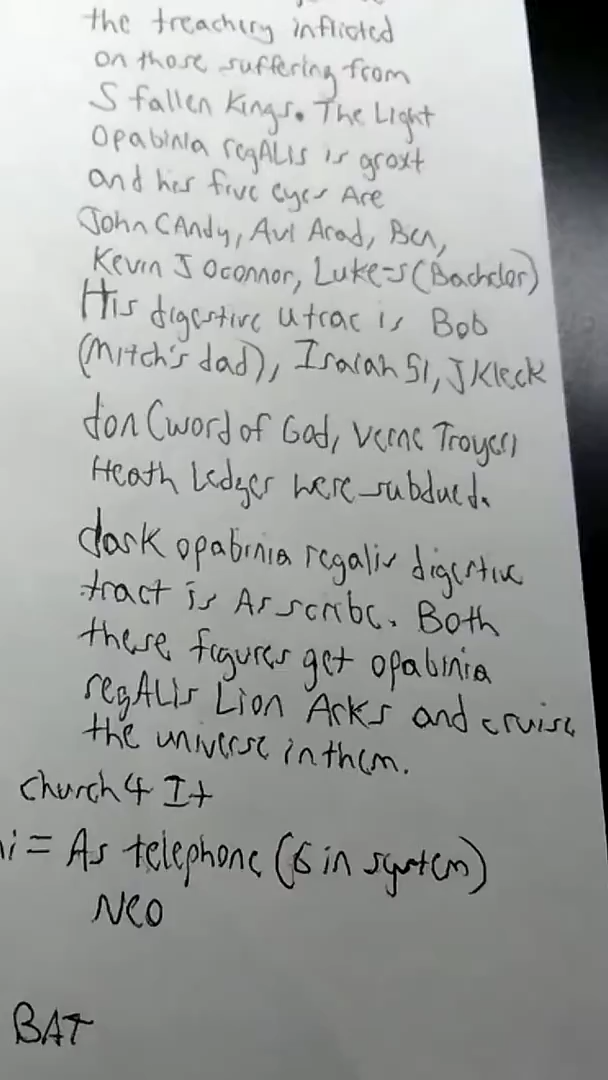 the treachery inflicted
on those suffering from
5 fallen Kings. The Light
Opabinia regALIS is groxt
and his five eyes Are
John CAndy, Avi Arad, Ben,
Kevin J Oconnor, Luke-S (Bachelor)
His digestive utrac is Bob
(Mitch's dad), Isaiah 51, J Kleck
ton (word of God, Verne Troyer)
Heath Ledger were subdued.
dark opabinia regalis digestive
tract is As scribe. Both
these figures get opabinia
regALIS Lion Arks and cruise
the universe in them.
Church 4 It
i = As telephone (6 in system)
Neo
BAT